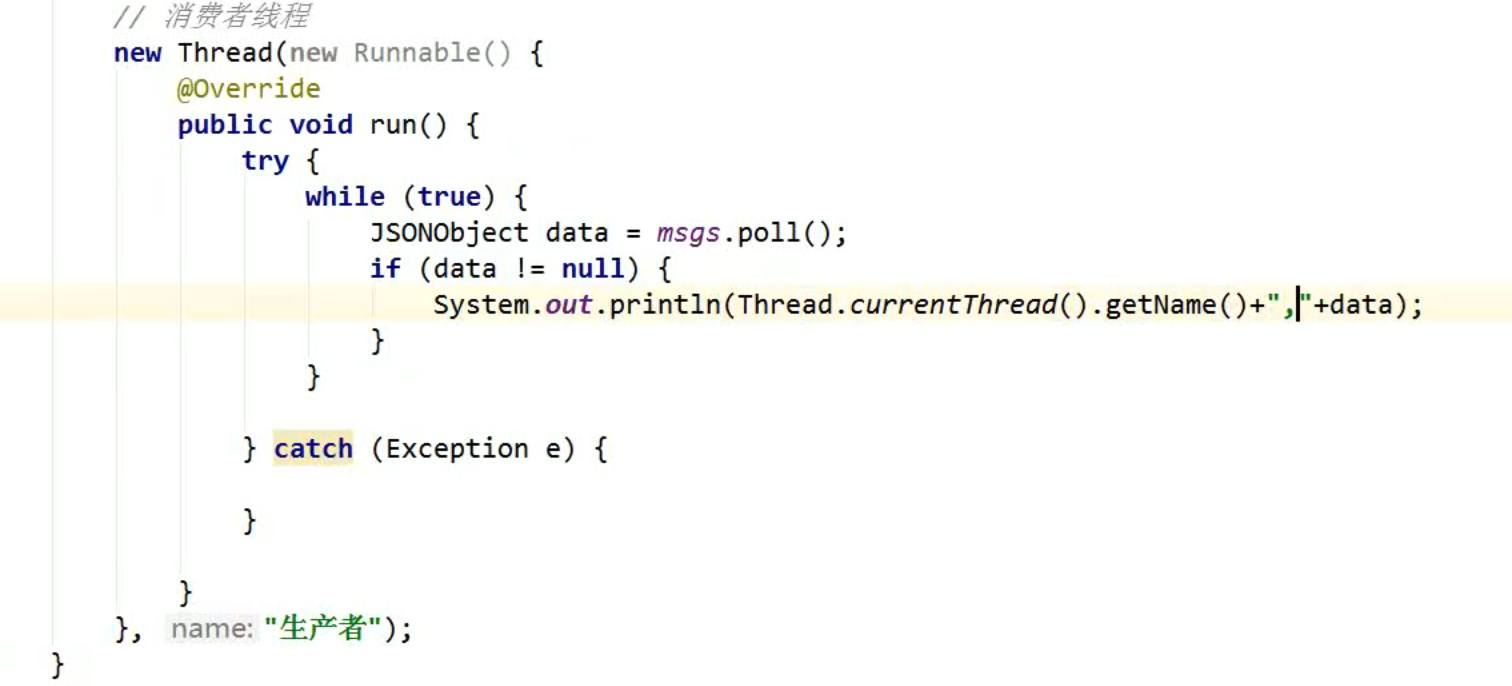 // 消费者线程
new Thread(new Runnable() {
@Override
public void run() {
try {
while (true) {
JSONObject data = msgs.poll();
if (data != null) {
System.out.println(Thread.currentThread().getName()+","+data);
}
}
} catch (Exception e) {
}
}
}, name: "生产者");
}